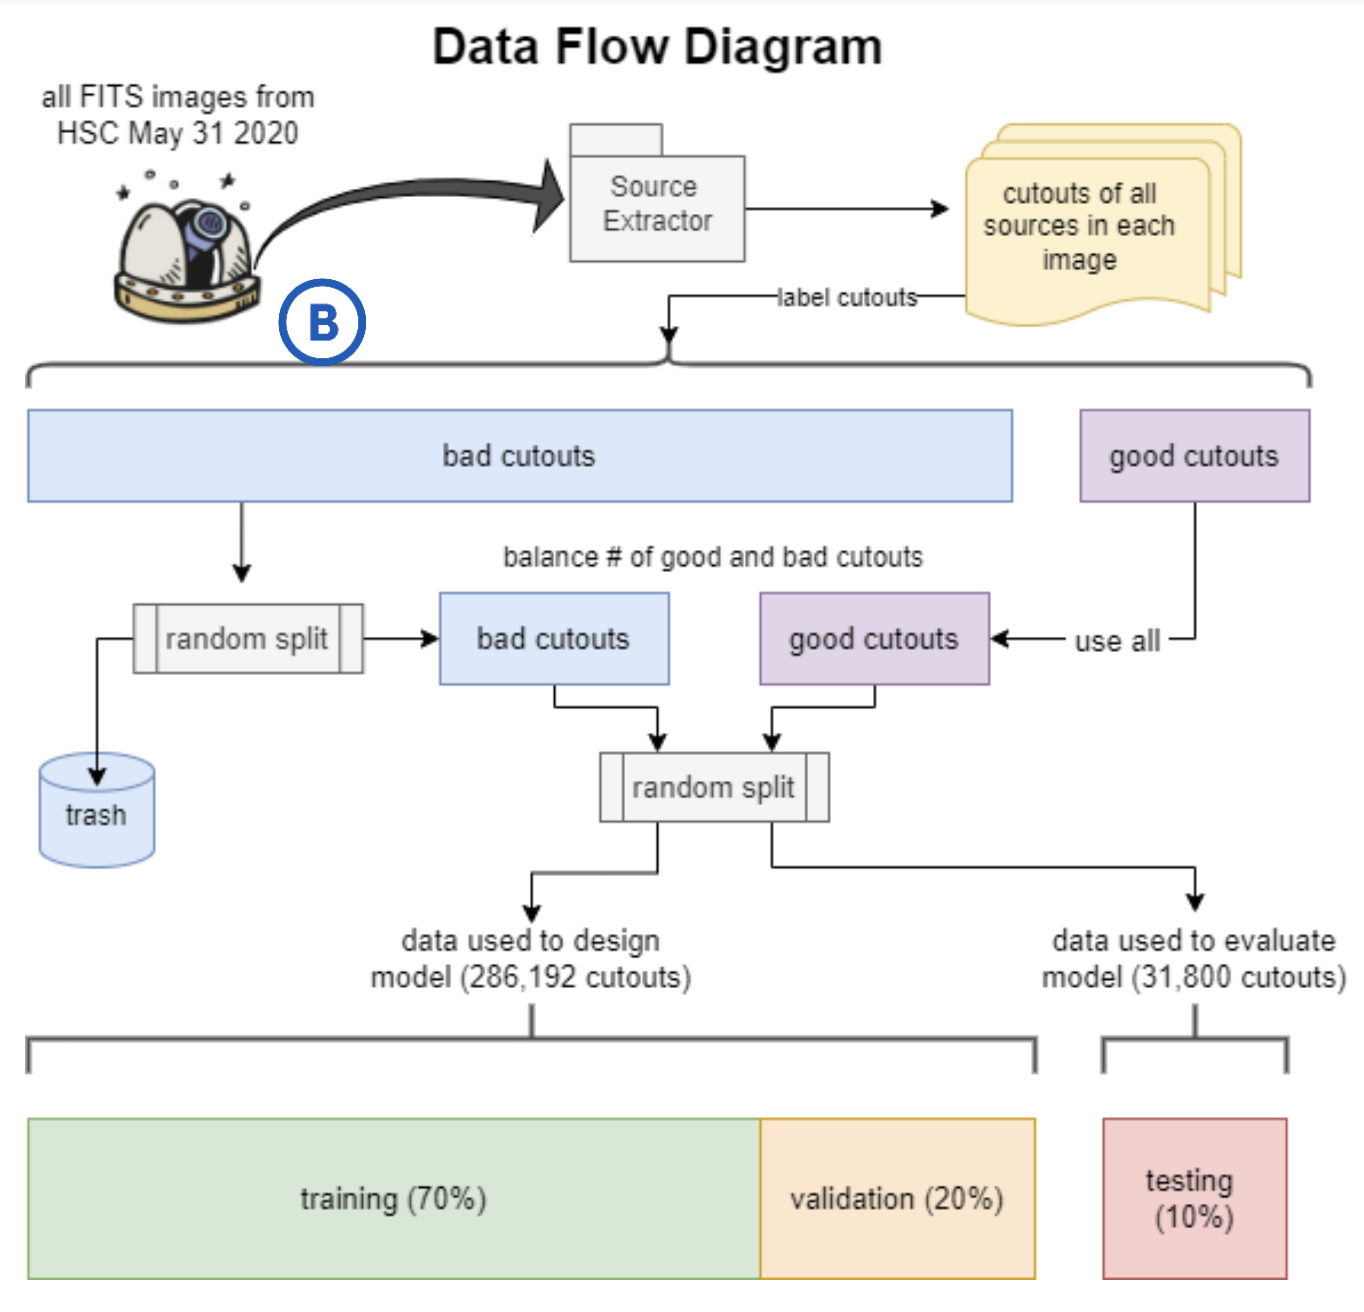 Data Flow Diagram
all FITS images from
HSC May 31 2020
Source
Extractor
cutouts of all
sources in each
image
label cutouts
B
bad cutouts
good cutouts
balance # of good and bad cutouts
random split
bad cutouts
good cutouts
use all
trash
random split
data used to design
model (286,192 cutouts)
data used to evaluate
model (31,800 cutouts)
training (70%)
validation (20%)
testing
(10%)